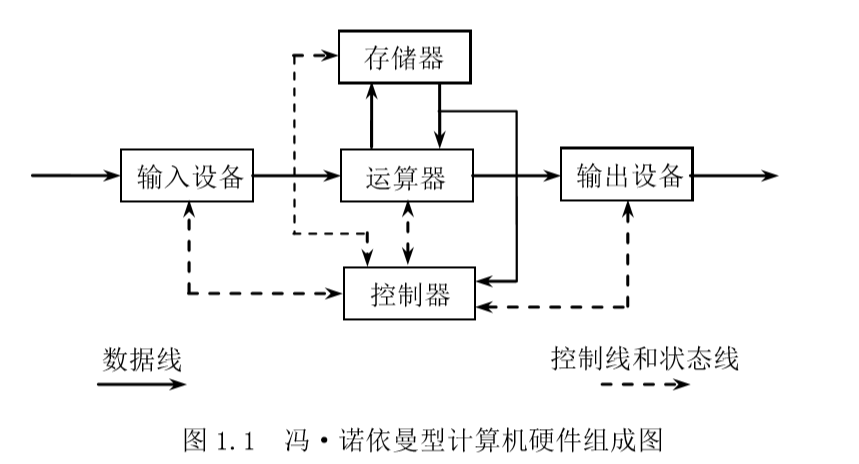 存储器
输入设备
运算器
输出设备
控制器
数据线
控制线和状态线
图 1.1 冯·诺依曼型计算机硬件组成图